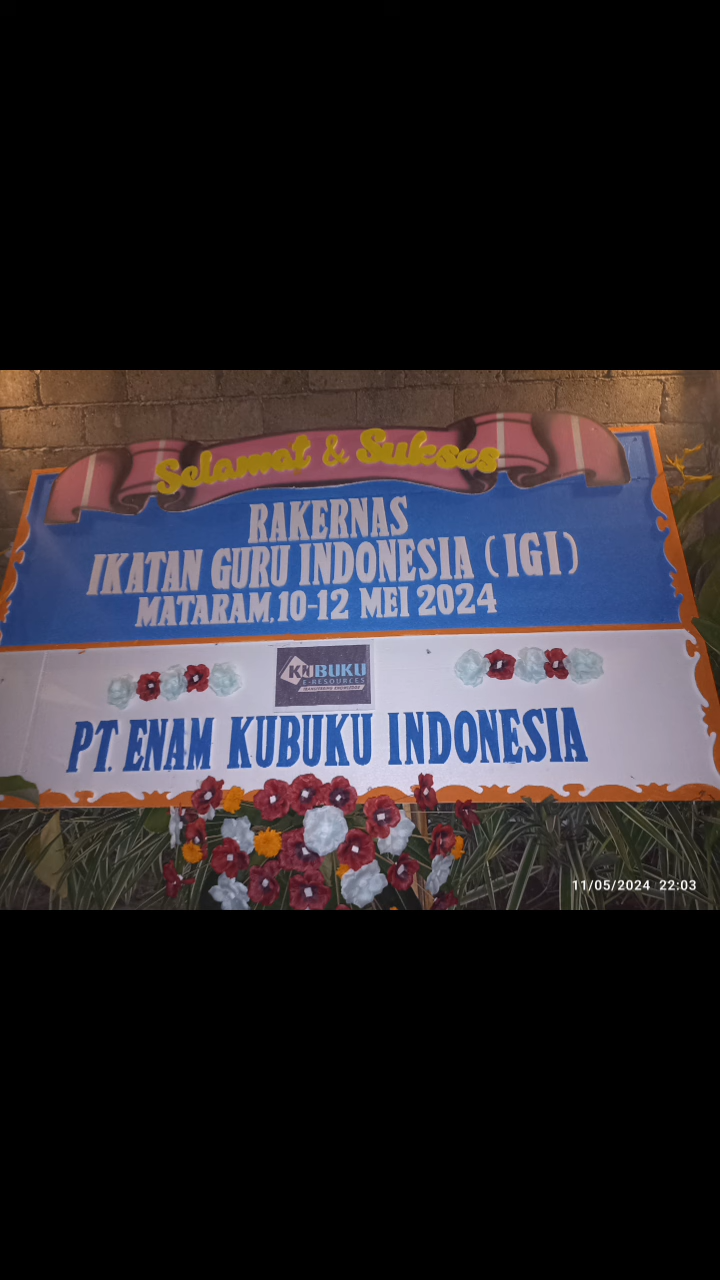 Selamat & Sukses
RAKERNAS
IKATAN GURU INDONESIA (IGI)
MATARAM, 10-12 MEI 2024
KUBUKU
E-RESOURCES
PT. ENAM KUBUKU INDONESIA
11/05/2024 22:03